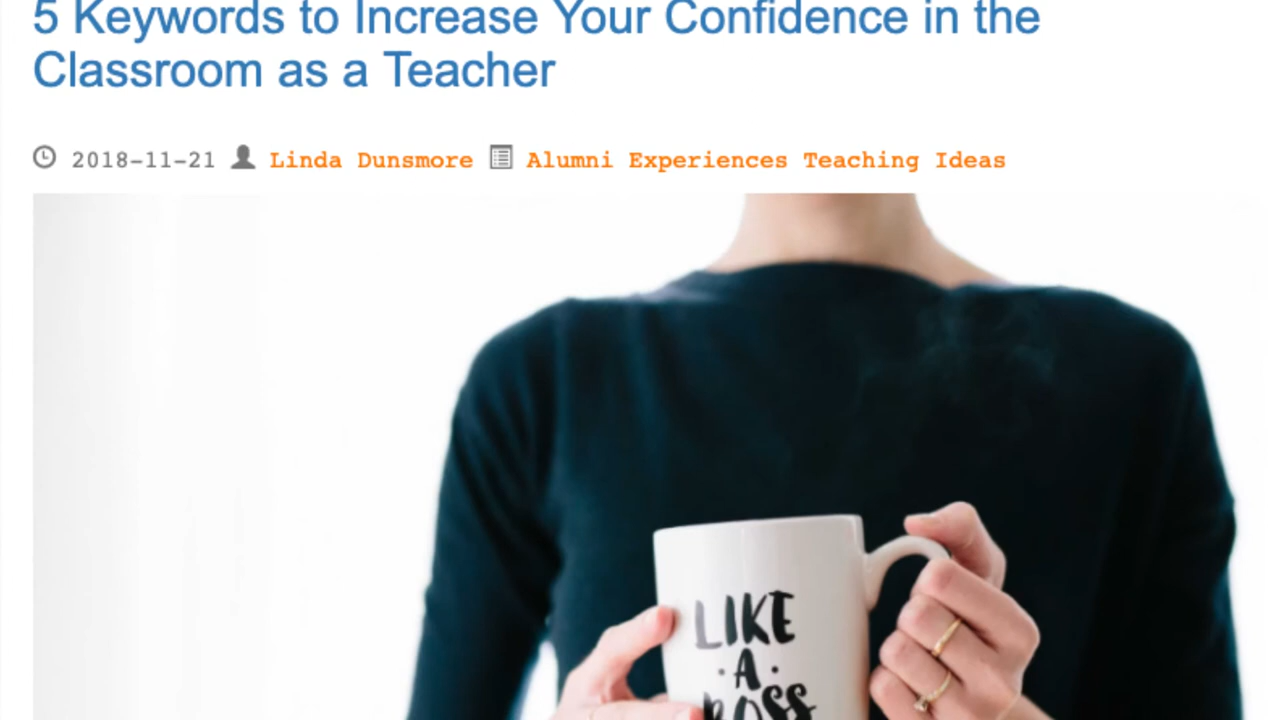 5 Keywords to Increase Your Confidence in the
Classroom as a Teacher
2018-11-21 Linda Dunsmore Alumni Experiences Teaching Ideas
LIKE
·A·
BOSS